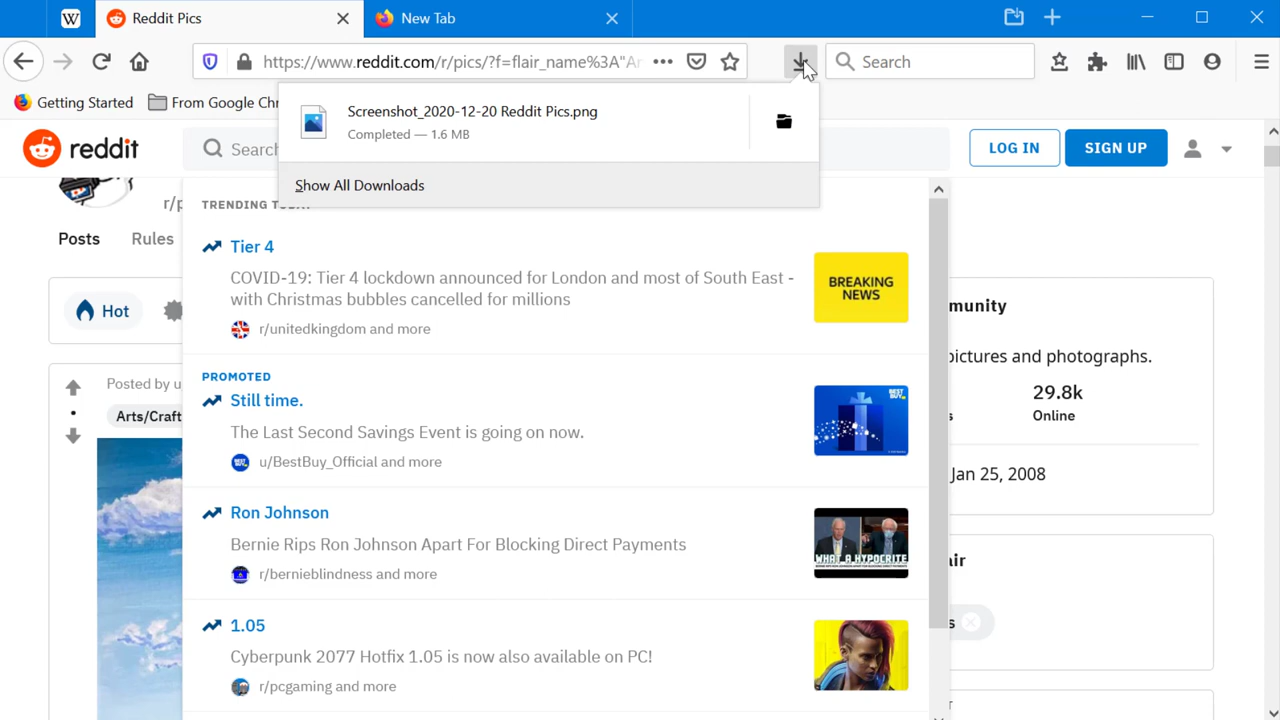 W
Reddit Pics
New Tab
https://www.reddit.com/r/pics/?f=flair_name%3A"Ar
Search
Getting Started
From Google Chr
Screenshot_2020-12-20 Reddit Pics.png
Completed — 1.6 MB
Show All Downloads
reddit
Search
LOG IN
SIGN UP
r/p
Posts
Rules
TRENDING TODAY
Tier 4
COVID-19: Tier 4 lockdown announced for London and most of South East -
with Christmas bubbles cancelled for millions
r/unitedkingdom and more
BREAKING
NEWS
Hot
PROMOTED
Still time.
The Last Second Savings Event is going on now.
u/BestBuy_Official and more
BEST
BUY
Posted by u
Arts/Craft
Ron Johnson
Bernie Rips Ron Johnson Apart For Blocking Direct Payments
r/bernieblindness and more
WHAT A HYPOCRITE
1.05
Cyberpunk 2077 Hotfix 1.05 is now also available on PC!
r/pcgaming and more
munity
pictures and photographs.
29.8k
s
Online
Jan 25, 2008
air
s